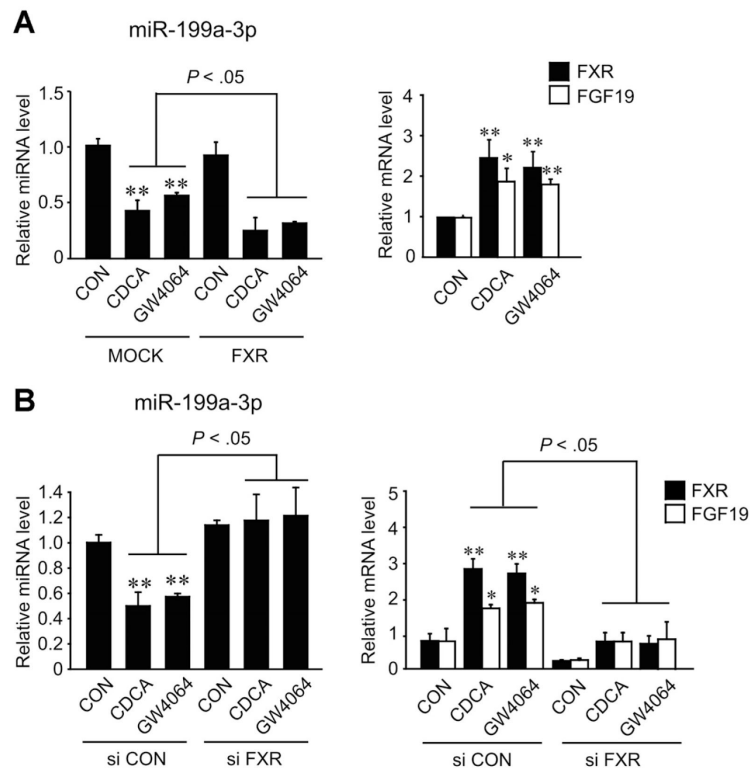 A
miR-199a-3p
P < .05
Relative miRNA level
1.5
1.0
0.5
0
** **
CON
CDCA
GW4064
CON
CDCA
GW4064
MOCK
FXR
FXR
FGF19
Relative mRNA level
4
3
2
1
0
** * ** **
CON
CDCA
GW4064
B
miR-199a-3p
P < .05
Relative miRNA level
1.4
1.2
1.0
0.8
0.6
0.4
0.2
0
** **
CON
CDCA
GW4064
CON
CDCA
GW4064
si CON
si FXR
P < .05
FXR
FGF19
Relative mRNA level
5
4
3
2
1
0
** * ** *
CON
CDCA
GW4064
CON
CDCA
GW4064
si CON
si FXR